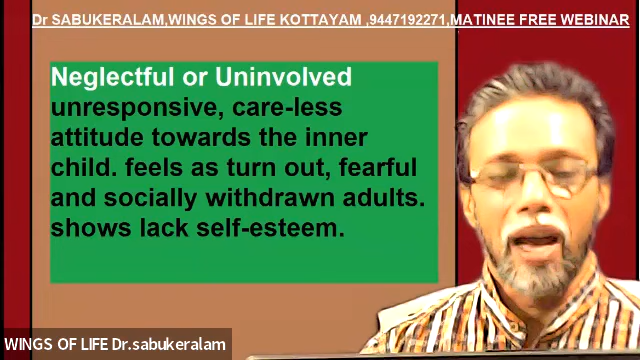 Dr SABUKERALAM,WINGS OF LIFE KOTTAYAM ,9447192271,MATINEE FREE WEBINAR
Neglectful or Uninvolved
unresponsive, care-less
attitude towards the inner
child. feels as turn out, fearful
and socially withdrawn adults.
shows lack self-esteem.
WINGS OF LIFE Dr.sabukeralam